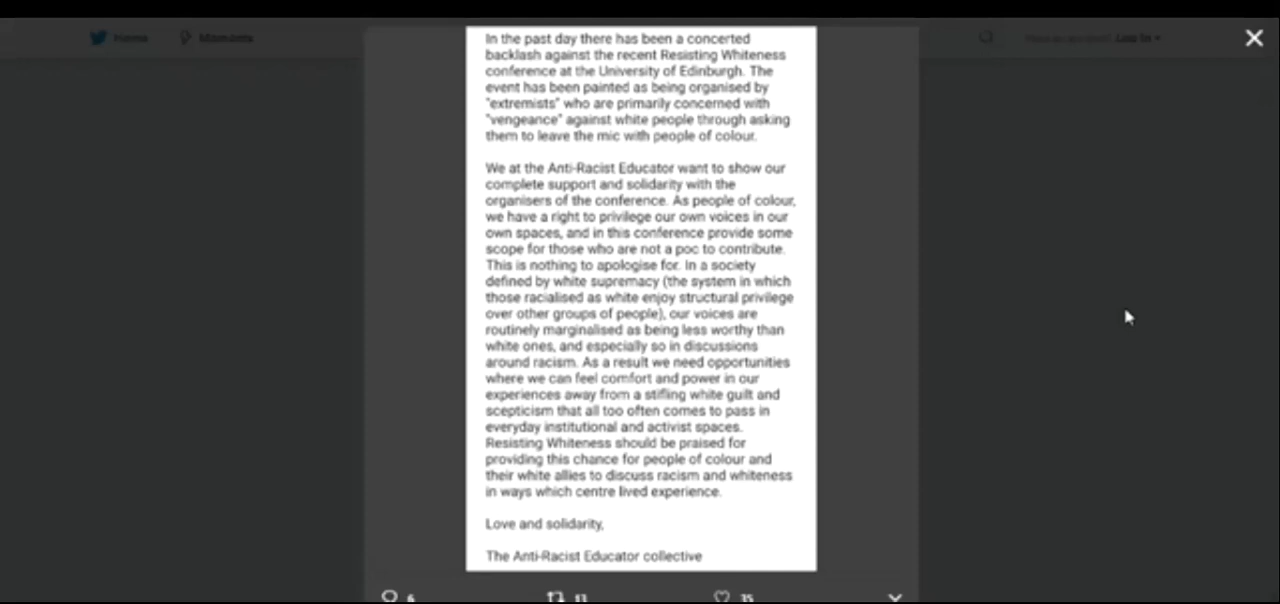 Home Moments
Have an account? Log in
In the past day there has been a concerted
backlash against the recent Resisting Whiteness
conference at the University of Edinburgh. The
event has been painted as being organised by
"extremists" who are primarily concerned with
"vengeance" against white people through asking
them to leave the mic with people of colour.
We at the Anti-Racist Educator want to show our
complete support and solidarity with the
organisers of the conference. As people of colour,
we have a right to privilege our own voices in our
own spaces, and in this conference provide some
scope for those who are not a poc to contribute.
This is nothing to apologise for. In a society
defined by white supremacy (the system in which
those racialised as white enjoy structural privilege
over other groups of people), our voices are
routinely marginalised as being less worthy than
white ones, and especially so in discussions
around racism. As a result we need opportunities
where we can feel comfort and power in our
experiences away from a stifling white guilt and
scepticism that all too often comes to pass in
everyday institutional and activist spaces.
Resisting Whiteness should be praised for
providing this chance for people of colour and
their white allies to discuss racism and whiteness
in ways which centre lived experience.
Love and solidarity,
The Anti-Racist Educator collective